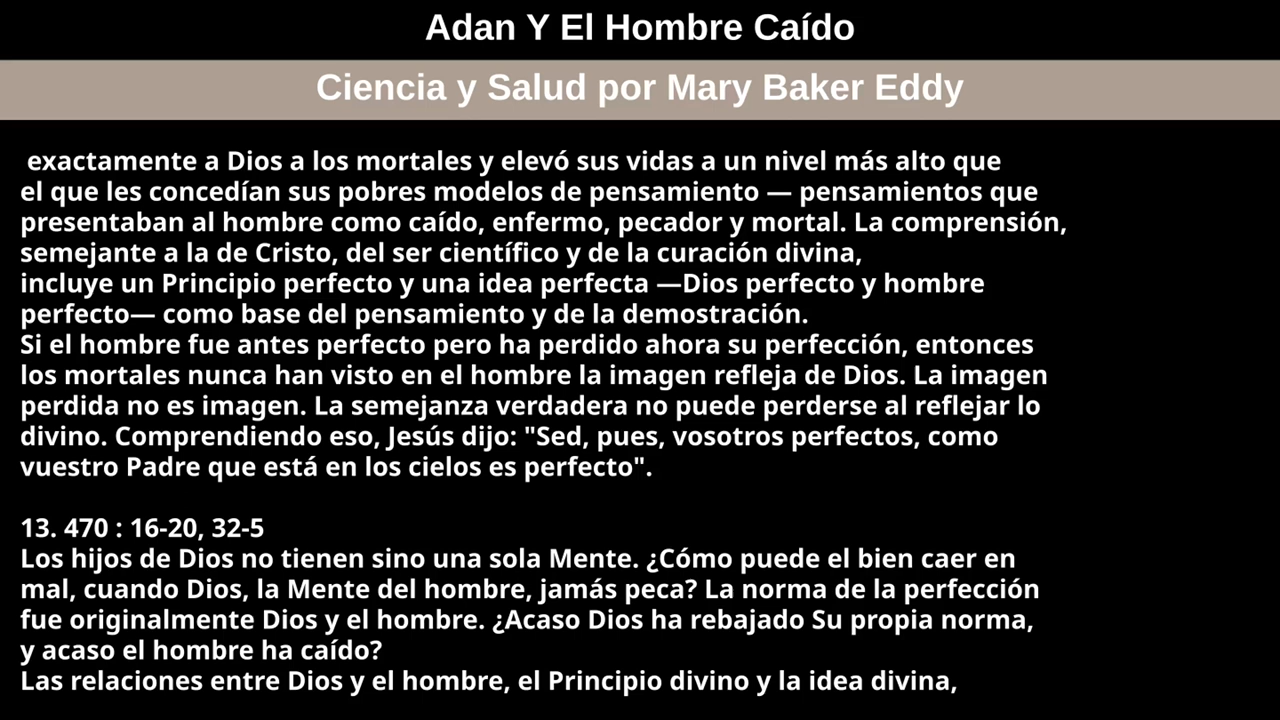 Adan Y El Hombre Caído
Ciencia y Salud por Mary Baker Eddy
exactamente a Dios a los mortales y elevó sus vidas a un nivel más alto que
el que les concedían sus pobres modelos de pensamiento — pensamientos que
presentaban al hombre como caído, enfermo, pecador y mortal. La comprensión,
semejante a la de Cristo, del ser científico y de la curación divina,
incluye un Principio perfecto y una idea perfecta —Dios perfecto y hombre
perfecto— como base del pensamiento y de la demostración.
Si el hombre fue antes perfecto pero ha perdido ahora su perfección, entonces
los mortales nunca han visto en el hombre la imagen refleja de Dios. La imagen
perdida no es imagen. La semejanza verdadera no puede perderse al reflejar lo
divino. Comprendiendo eso, Jesús dijo: "Sed, pues, vosotros perfectos, como
vuestro Padre que está en los cielos es perfecto".
13. 470 : 16-20, 32-5
Los hijos de Dios no tienen sino una sola Mente. ¿Cómo puede el bien caer en
mal, cuando Dios, la Mente del hombre, jamás peca? La norma de la perfección
fue originalmente Dios y el hombre. ¿Acaso Dios ha rebajado Su propia norma,
y acaso el hombre ha caído?
Las relaciones entre Dios y el hombre, el Principio divino y la idea divina,